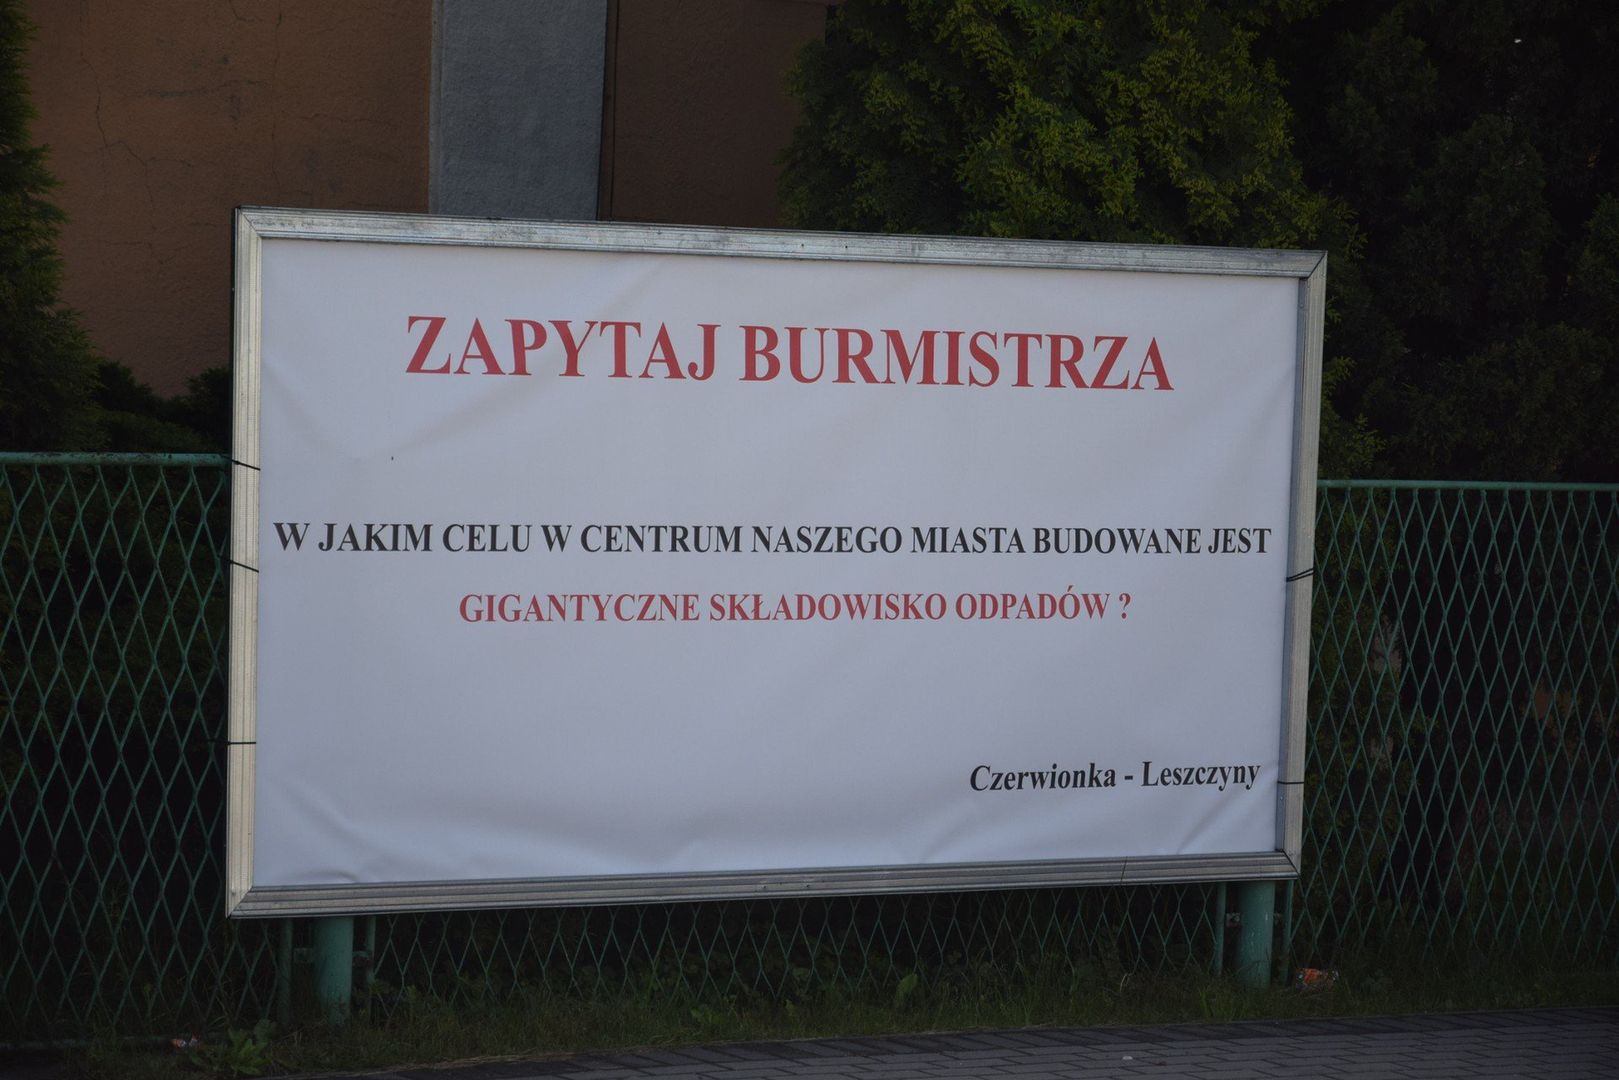 ZAPYTAJ BURMISTRZA
W JAKIM CELU W CENTRUM NASZEGO MIASTA BUDOWANE JEST
GIGANTYCZNE SKŁADOWISKO ODPADÓW ?
Czerwionka - Leszczyny